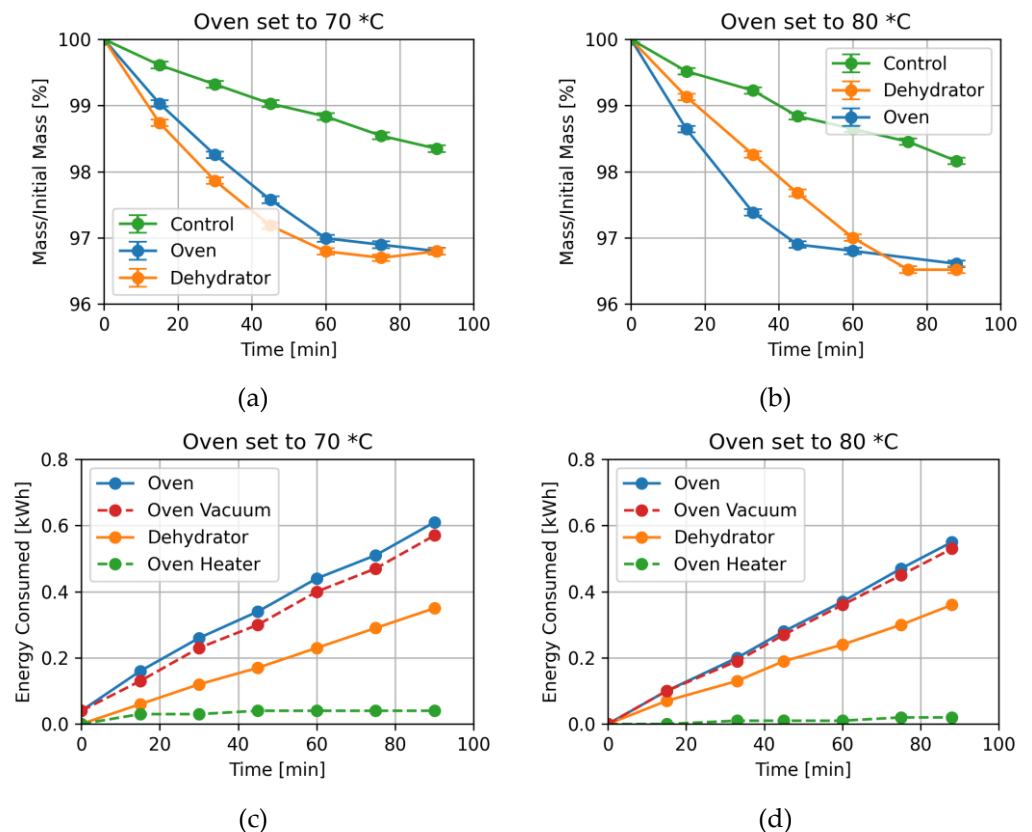 Oven set to 70 *C
Mass/Initial Mass [%]
100
99
98
97
96
Control
Oven
Dehydrator
0 20 40 60 80 100
Time [min]
(a)
Oven set to 80 *C
Mass/Initial Mass [%]
100
99
98
97
96
Control
Dehydrator
Oven
0 20 40 60 80 100
Time [min]
(b)
Oven set to 70 *C
Energy Consumed [kWh]
0.8
0.6
0.4
0.2
0.0
Oven
Oven Vacuum
Dehydrator
Oven Heater
0 20 40 60 80 100
Time [min]
(c)
Oven set to 80 *C
Energy Consumed [kWh]
0.8
0.6
0.4
0.2
0.0
Oven
Oven Vacuum
Dehydrator
Oven Heater
0 20 40 60 80 100
Time [min]
(d)